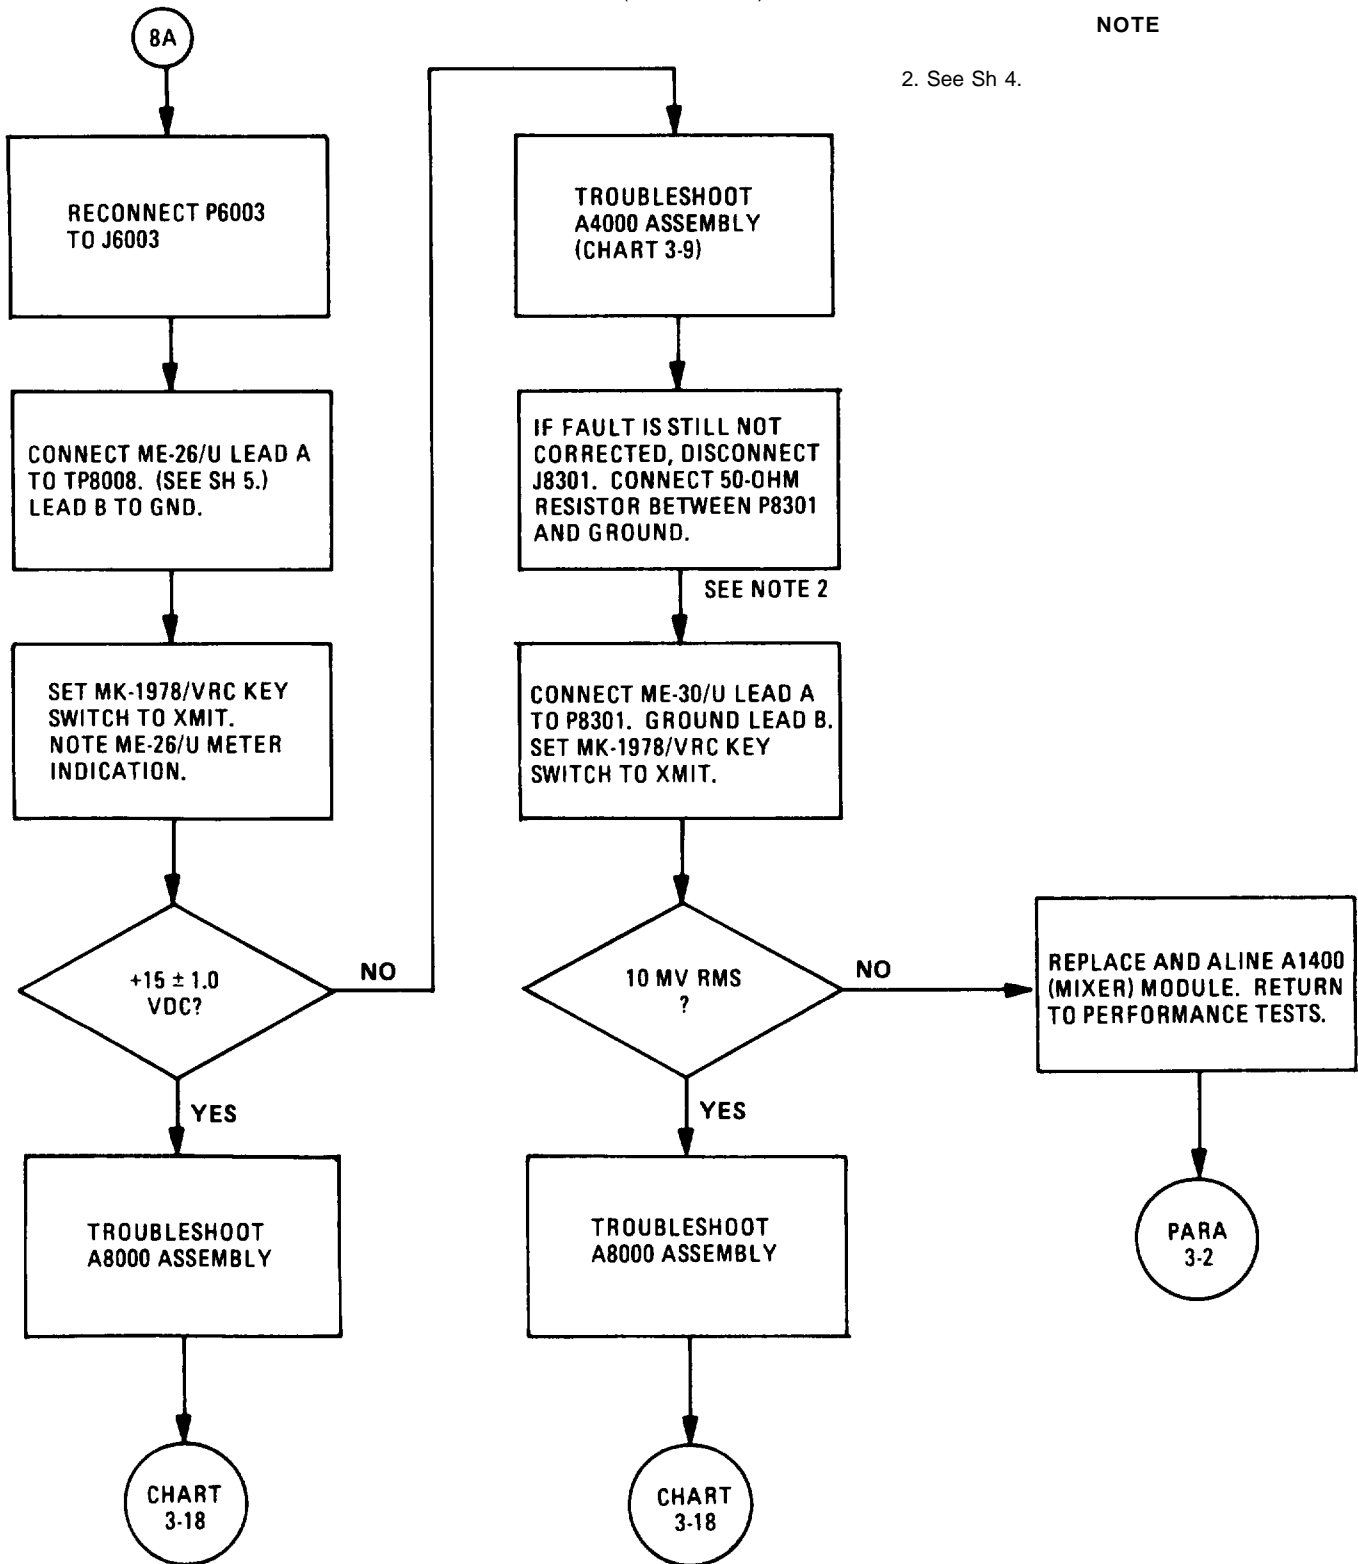 8A
RECONNECT P6003
TO J6003
CONNECT ME-26/U LEAD A
TO TP8008. (SEE SH 5.)
LEAD B TO GND.
SET MK-1978/VRC KEY
SWITCH TO XMIT.
NOTE ME-26/U METER
INDICATION.
+15 ± 1.0
VDC?
NO
YES
TROUBLESHOOT
A8000 ASSEMBLY
CHART
3-18
TROUBLESHOOT
A4000 ASSEMBLY
(CHART 3-9)
IF FAULT IS STILL NOT
CORRECTED, DISCONNECT
J8301. CONNECT 50-OHM
RESISTOR BETWEEN P8301
AND GROUND.
SEE NOTE 2
CONNECT ME-30/U LEAD A
TO P8301. GROUND LEAD B.
SET MK-1978/VRC KEY
SWITCH TO XMIT.
10 MV RMS
?
NO
YES
TROUBLESHOOT
A8000 ASSEMBLY
CHART
3-18
NOTE
2. See Sh 4.
REPLACE AND ALINE A1400
(MIXER) MODULE. RETURN
TO PERFORMANCE TESTS.
PARA
3-2